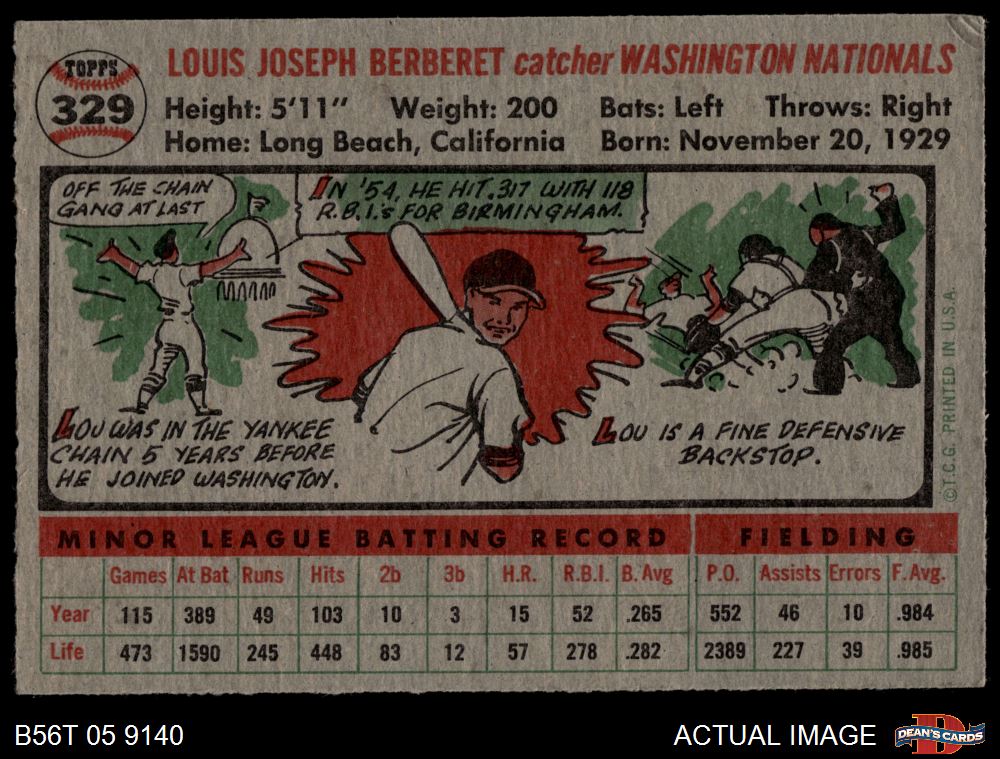 TOPPS
329
LOUIS JOSEPH BERBERET catcher WASHINGTON NATIONALS
Height: 5'11" Weight: 200 Bats: Left Throws: Right
Home: Long Beach, California Born: November 20, 1929
OFF THE CHAIN
GANG AT LAST
IN '54, HE HIT .317 WITH 118
R.B.I.s FOR BIRMINGHAM.
LOU WAS IN THE YANKEE
CHAIN 5 YEARS BEFORE
HE JOINED WASHINGTON.
LOU IS A FINE DEFENSIVE
BACKSTOP.
©T.C.G. PRINTED IN U.S.A.
MINOR LEAGUE BATTING RECORD FIELDING
Games At Bat Runs Hits 2b 3b H.R. R.B.I. B. Avg P.O. Assists Errors F. Avg.
Year 115 389 49 103 10 3 15 52 .265 552 46 10 .984
Life 473 1590 245 448 83 12 57 278 .282 2389 227 39 .985
B56T 05 9140 ACTUAL IMAGE DEAN'S CARDS